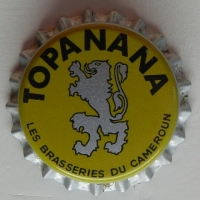 TOPANANA
LES BRASSERIES DU CAMEROUN